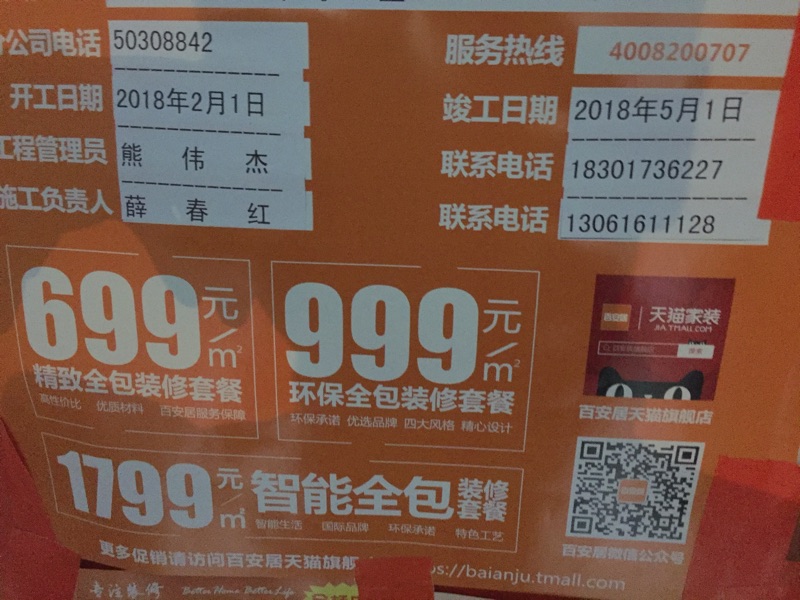 分公司电话 50308842 服务热线 4008200707
开工日期 2018年2月1日 竣工日期 2018年5月1日
工程管理员 熊 伟 杰 联系电话 18301736227
施工负责人 薛 春 红 联系电话 13061611128
699元/㎡
精致全包装修套餐
高性价比 优质材料 百安居服务保障
999元/㎡
环保全包装修套餐
环保承诺 优选品牌 四大风格 精心设计
百安居 天猫家装
JIA.TMALL.COM
百安居天猫旗舰店
1799元/㎡ 智能全包装修套餐
智能生活 国际品牌 环保承诺 特色工艺
百安居
百安居微信公众号
更多促销请访问百安居天猫旗舰 s://baianju.tmall.com
专注装修 Better Home Better Life